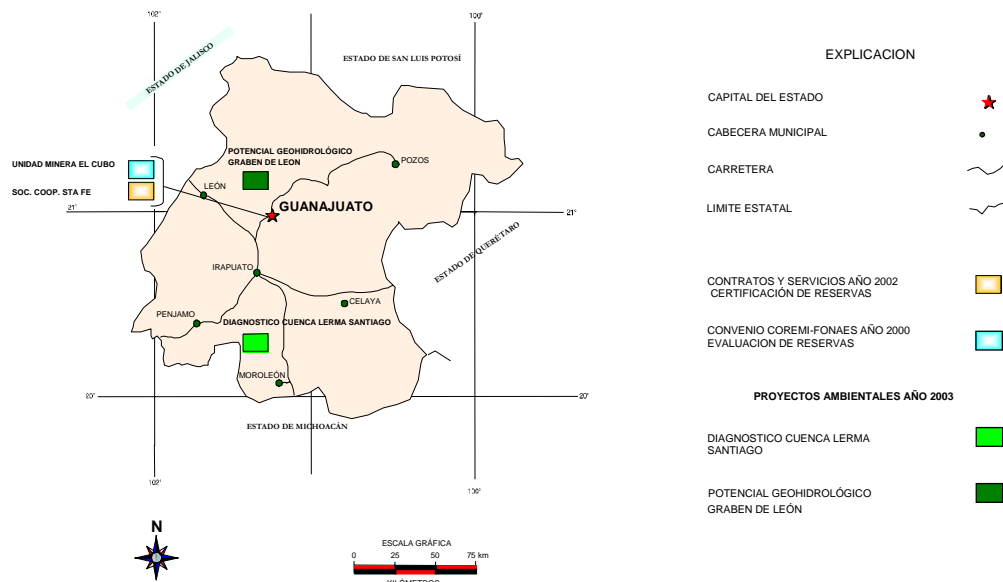 102°
100°
ESTADO DE JALISCO
ESTADO DE SAN LUIS POTOSÍ
POTENCIAL GEOHIDROLÓGICO
GRABEN DE LEON
POZOS
UNIDAD MINERA EL CUBO
SOC. COOP. STA FE
LEÓN
GUANAJUATO
21°
21°
ESTADO DE QUERÉTARO
IRAPUATO
CELAYA
PENJAMO
DIAGNOSTICO CUENCA LERMA SANTIAGO
MOROLEÓN
20°
20°
ESTADO DE MICHOACÁN
102°
100°
N
ESCALA GRÁFICA
0 25 50 75 km
KILÓMETROS
EXPLICACION
CAPITAL DEL ESTADO
CABECERA MUNICIPAL
CARRETERA
LIMITE ESTATAL
CONTRATOS Y SERVICIOS AÑO 2002
CERTIFICACIÓN DE RESERVAS
CONVENIO COREMI-FONAES AÑO 2000
EVALUACION DE RESERVAS
PROYECTOS AMBIENTALES AÑO 2003
DIAGNOSTICO CUENCA LERMA
SANTIAGO
POTENCIAL GEOHIDROLÓGICO
GRABEN DE LEÓN